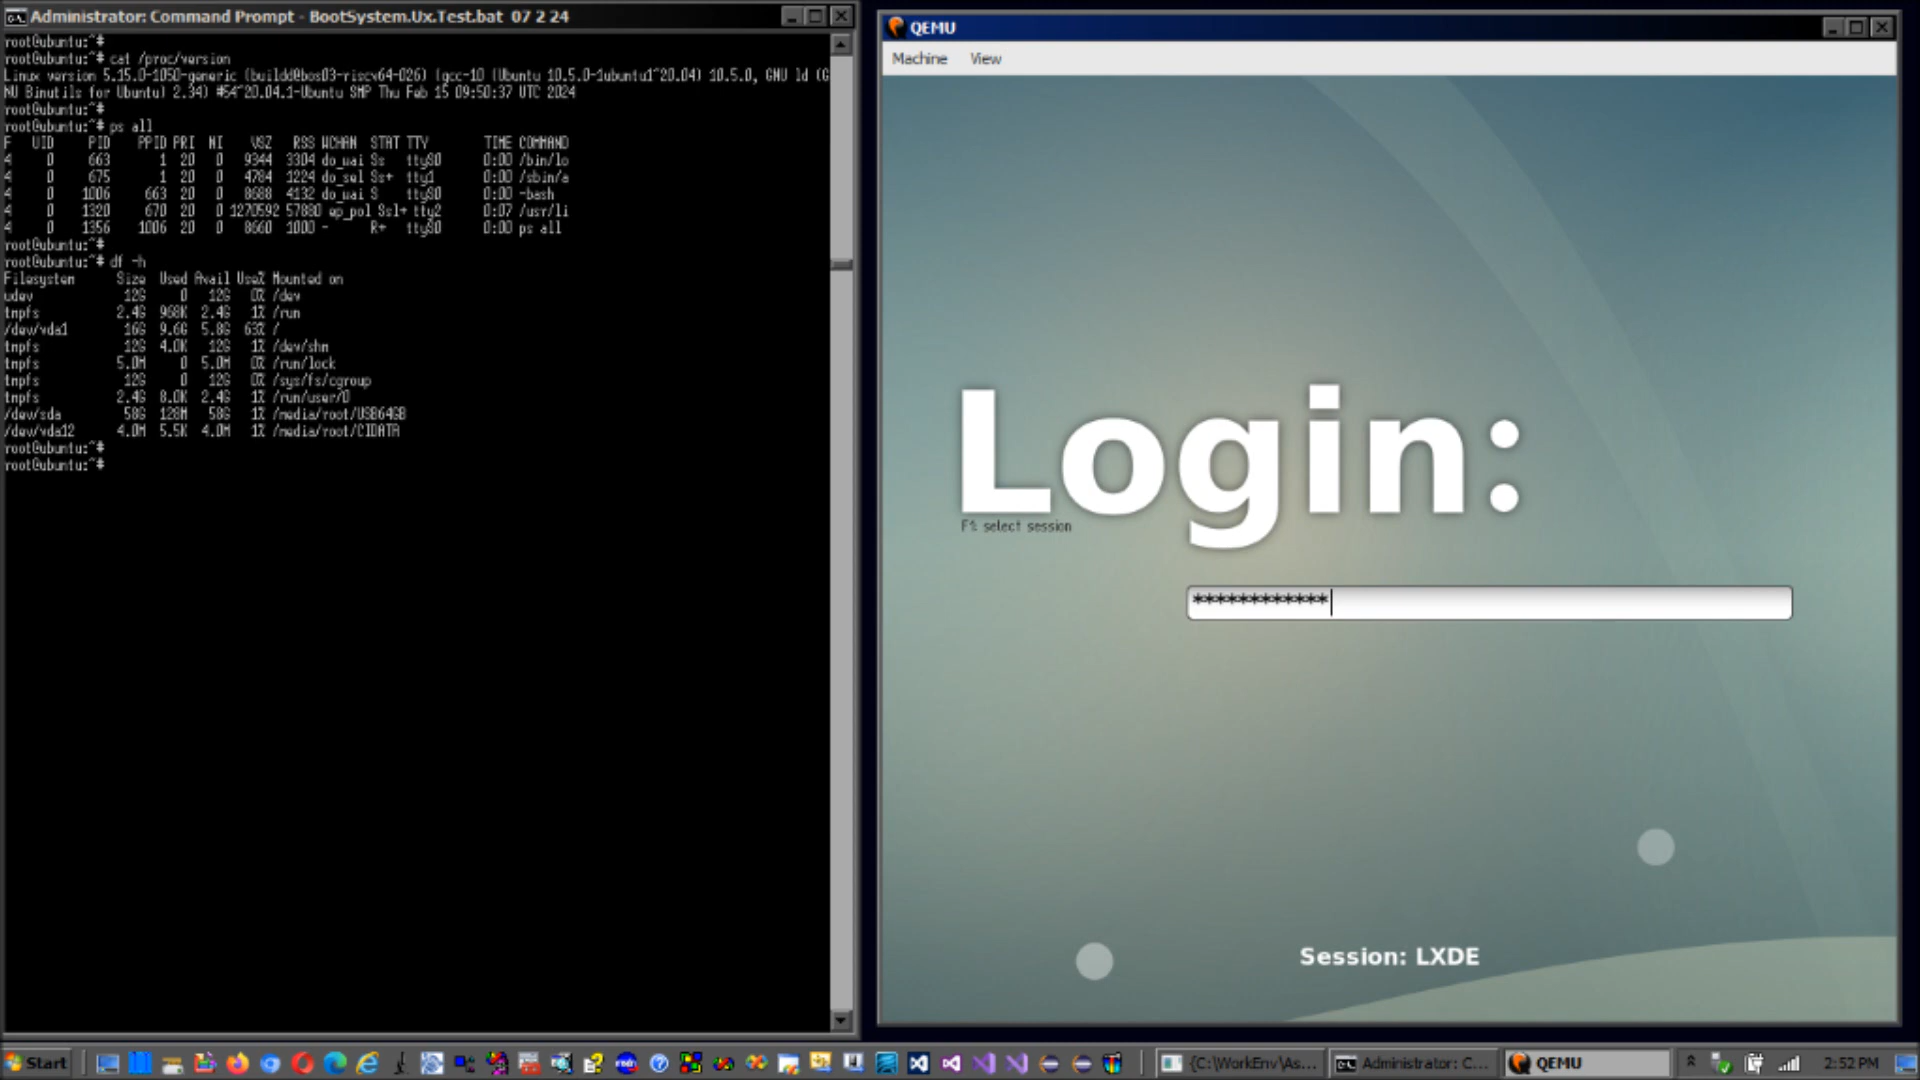 Administrator: Command Prompt - BootSystem.Ux.Test.bat 07 2 24
root@ubuntu:~#
root@ubuntu:~# cat /proc/version
Linux version 5.15.0-1050-generic (buildd@bos03-riscv64-026) (gcc-10 (Ubuntu 10.5.0-1ubuntu1~20.04) 10.5.0, GNU ld (G
NU Binutils for Ubuntu) 2.34) #54~20.04.1-Ubuntu SMP Thu Feb 15 09:50:37 UTC 2024
root@ubuntu:~#
root@ubuntu:~# ps all
F UID PID PPID PRI NI VSZ RSS WCHAN STAT TTY TIME COMMAND
4 0 663 1 20 0 9344 3304 do_wai Ss ttyS0 0:00 /bin/lo
4 0 675 1 20 0 4784 1224 do_sel Ss+ tty1 0:00 /sbin/a
4 0 1006 663 20 0 8688 4132 do_wai S ttyS0 0:00 -bash
4 0 1320 670 20 0 1270592 57880 ep_pol Ssl+ tty2 0:07 /usr/li
4 0 1356 1006 20 0 8660 1000 - R+ ttyS0 0:00 ps all
root@ubuntu:~#
root@ubuntu:~# df -h
Filesystem Size Used Avail Use% Mounted on
udev 12G 0 12G 0% /dev
tmpfs 2.4G 968K 2.4G 1% /run
/dev/vda1 16G 9.6G 5.8G 63% /
tmpfs 12G 4.0K 12G 1% /dev/shm
tmpfs 5.0M 0 5.0M 0% /run/lock
tmpfs 12G 0 12G 0% /sys/fs/cgroup
tmpfs 2.4G 8.0K 2.4G 1% /run/user/0
/dev/sda 58G 128M 58G 1% /media/root/USB64GB
/dev/vda12 4.0M 5.5K 4.0M 1% /media/root/CIDATA
root@ubuntu:~#
root@ubuntu:~#
QEMU
Machine View
Login:
F1: select session
************
Session: LXDE
Start
{C:\WorkEnv\As...
Administrator: C...
QEMU
2:52 PM